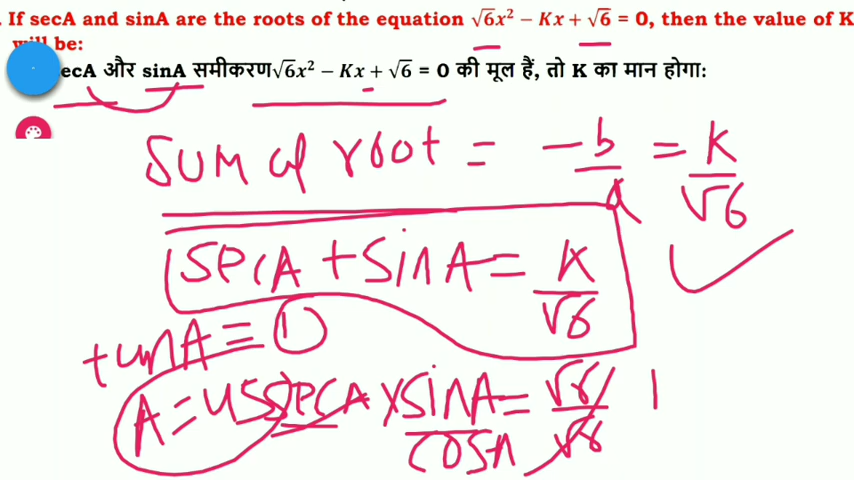 . If secA and sinA are the roots of the equation √6x² − Kx + √6 = 0, then the value of K
will be:
ecA और sinA समीकरण√6x² − Kx + √6 = 0 की मूल हैं, तो K का मान होगा:
Sum of root = −b/a = K/√6
secA + sinA = K/√6
tanA = 1
A = 45 secA × sinA/cosA = √6/√6 1